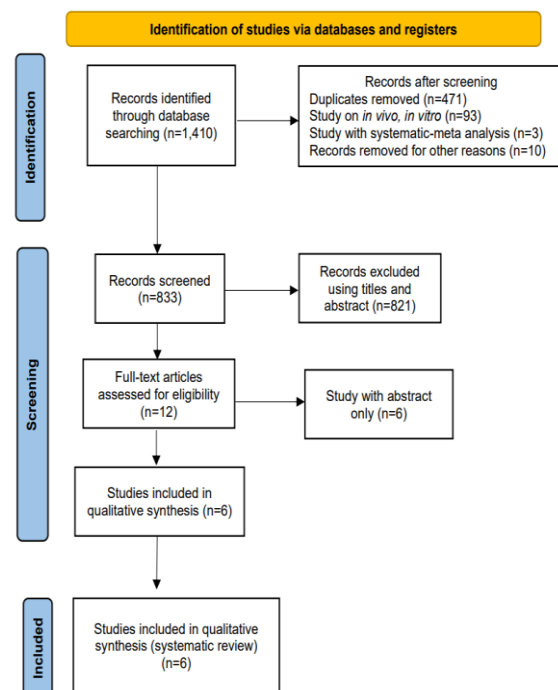 Identification of studies via databases and registers
Identification
Records identified
through database
searching (n=1,410)
Records after screening
Duplicates removed (n=471)
Study on in vivo, in vitro (n=93)
Study with systematic-meta analysis (n=3)
Records removed for other reasons (n=10)
Screening
Records screened
(n=833)
Records excluded
using titles and
abstract (n=821)
Full-text articles
assessed for eligibility
(n=12)
Study with abstract
only (n=6)
Studies included in
qualitative synthesis (n=6)
Included
Studies included in qualitative
synthesis (systematic review)
(n=6)